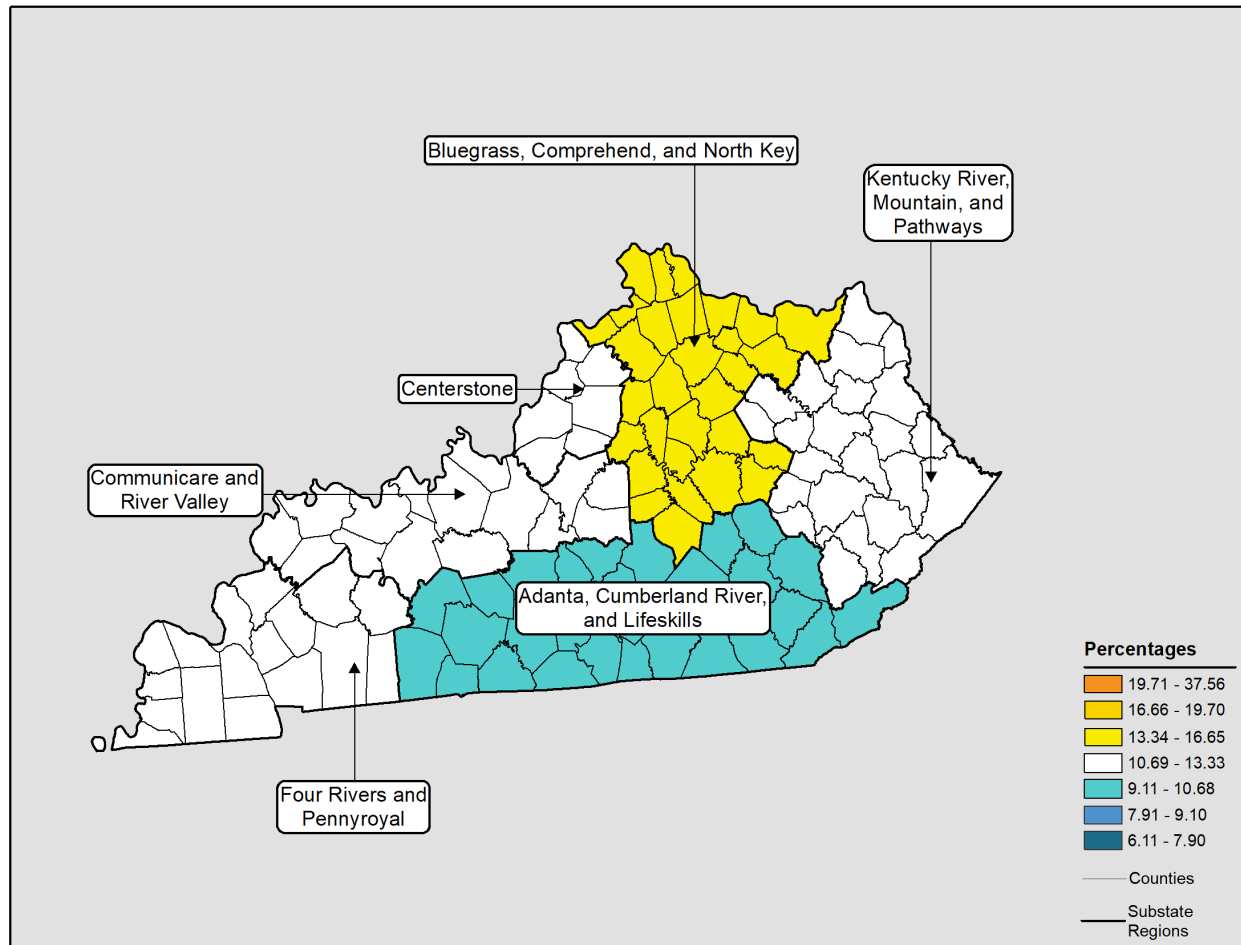 Bluegrass, Comprehend, and North Key
Kentucky River,
Mountain, and
Pathways
Centerstone
Communicare and
River Valley
Adanta, Cumberland River,
and Lifeskills
Four Rivers and
Pennyroyal
Percentages
19.71 - 37.56
16.66 - 19.70
13.34 - 16.65
10.69 - 13.33
9.11 - 10.68
7.91 - 9.10
6.11 - 7.90
Counties
Substate
Regions